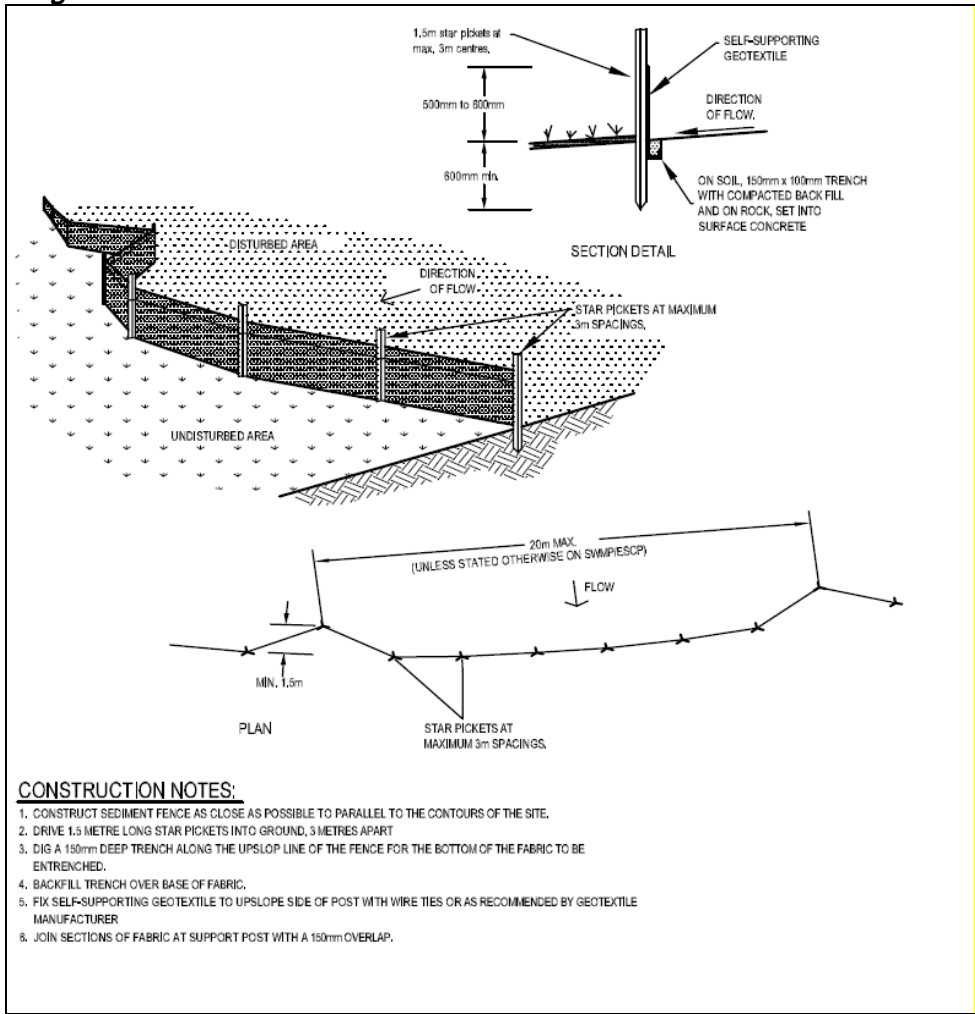 1.5m star pickets at
max. 3m centres.
SELF-SUPPORTING
GEOTEXTILE
500mm to 600mm
DIRECTION
OF FLOW.
600mm min.
ON SOIL, 150mm x 100mm TRENCH
WITH COMPACTED BACK FILL
AND ON ROCK, SET INTO
SURFACE CONCRETE
SECTION DETAIL
DISTURBED AREA
DIRECTION
OF FLOW
STAR PICKETS AT MAXIMUM
3m SPACINGS.
UNDISTURBED AREA
20m MAX.
(UNLESS STATED OTHERWISE ON SWMP/ESCP)
FLOW
MIN. 1.5m
PLAN
STAR PICKETS AT
MAXIMUM 3m SPACINGS.
CONSTRUCTION NOTES:
1. CONSTRUCT SEDIMENT FENCE AS CLOSE AS POSSIBLE TO PARALLEL TO THE CONTOURS OF THE SITE.
2. DRIVE 1.5 METRE LONG STAR PICKETS INTO GROUND, 3 METRES APART
3. DIG A 150mm DEEP TRENCH ALONG THE UPSLOP LINE OF THE FENCE FOR THE BOTTOM OF THE FABRIC TO BE
ENTRENCHED.
4. BACKFILL TRENCH OVER BASE OF FABRIC.
5. FIX SELF-SUPPORTING GEOTEXTILE TO UPSLOPE SIDE OF POST WITH WIRE TIES OR AS RECOMMENDED BY GEOTEXTILE
MANUFACTURER
6. JOIN SECTIONS OF FABRIC AT SUPPORT POST WITH A 150mm OVERLAP.